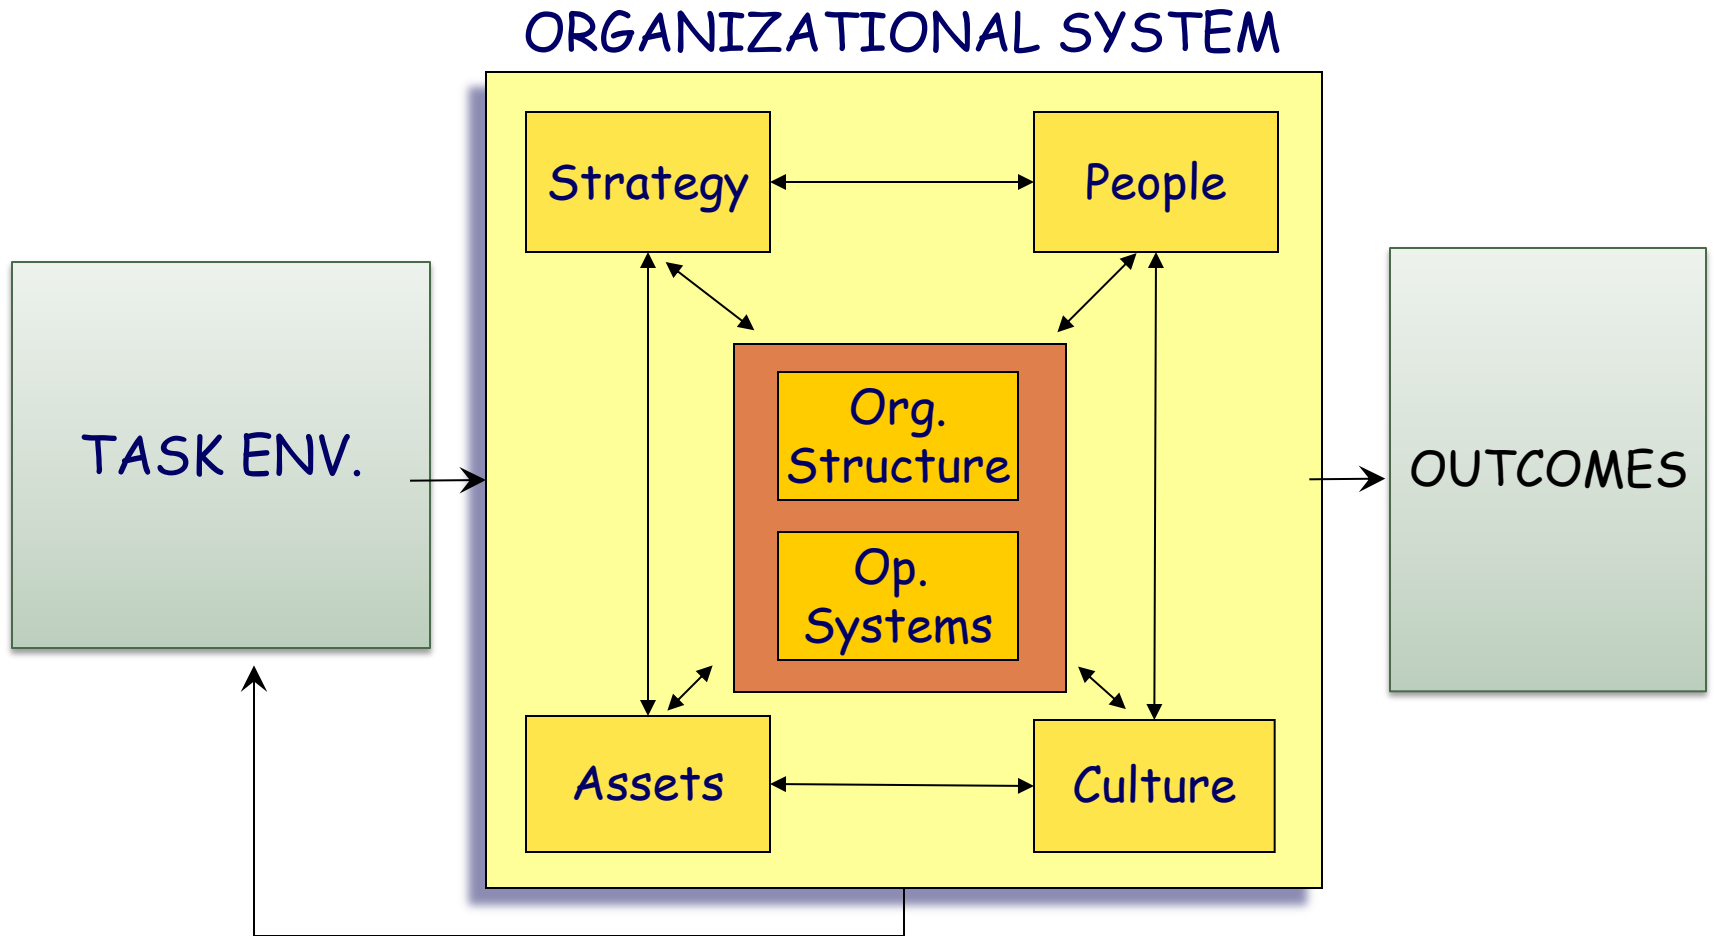 ORGANIZATIONAL SYSTEM
Strategy
People
TASK ENV.
Org.
Structure
Op.
Systems
OUTCOMES
Assets
Culture